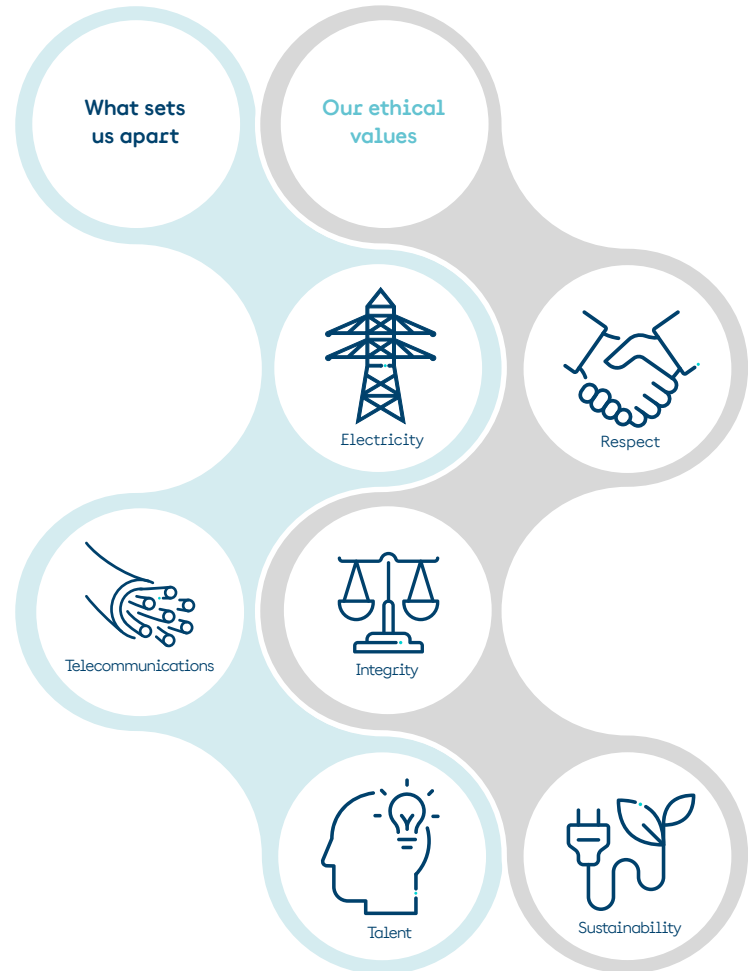 What sets
us apart
Our ethical
values
Electricity
Respect
Telecommunications
Integrity
Talent
Sustainability